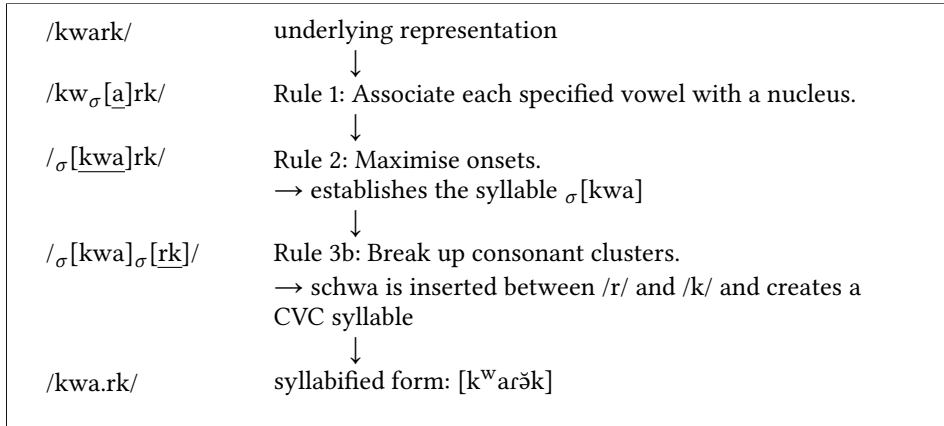 /kwark/ underlying representation
↓
/kw σ[a]rk/ Rule 1: Associate each specified vowel with a nucleus.
↓
/σ[kwa]rk/ Rule 2: Maximise onsets.
→ establishes the syllable σ[kwa]
↓
/σ[kwa]σ[rk]/ Rule 3b: Break up consonant clusters.
→ schwa is inserted between /r/ and /k/ and creates a
CVC syllable
↓
/kwa.rk/ syllabified form: [kʷaɾə̆k]